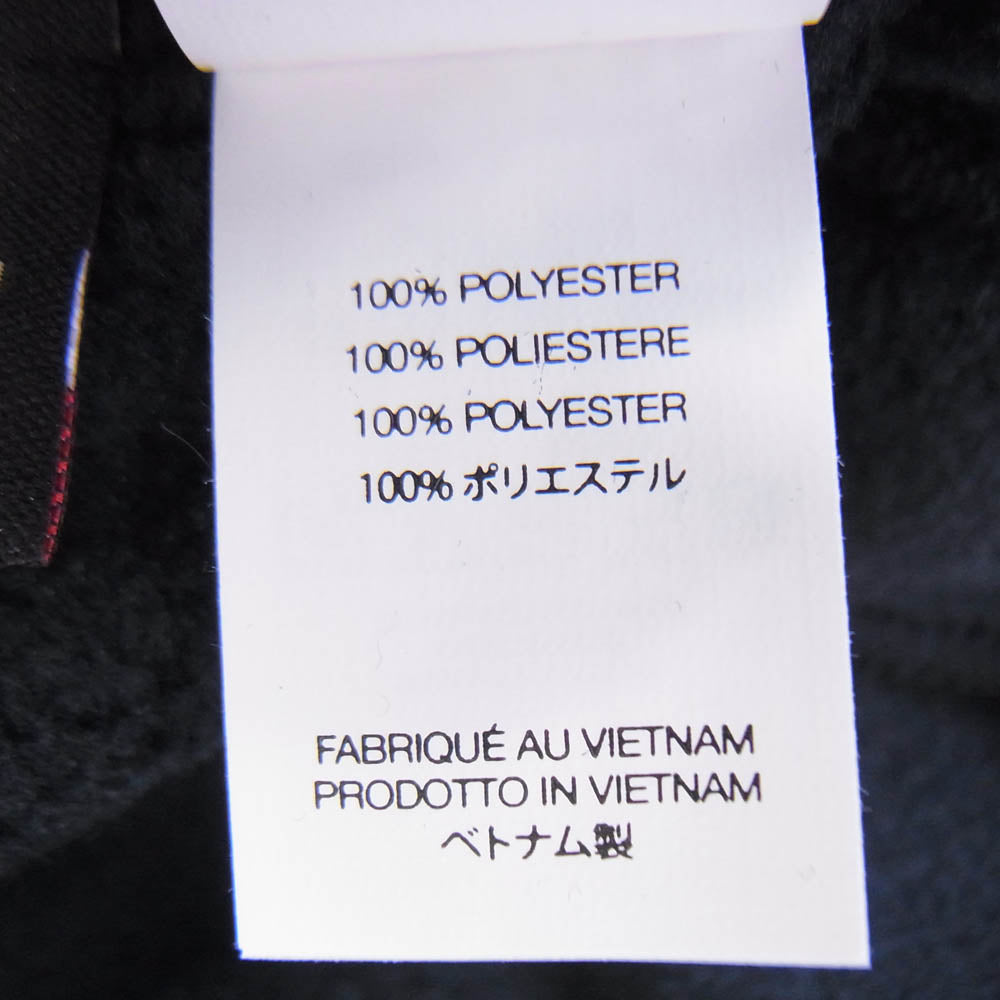 100% POLYESTER
100% POLIESTERE
100% POLYESTER
100% ポリエステル
FABRIQUÉ AU VIETNAM
PRODOTTO IN VIETNAM
ベトナム製